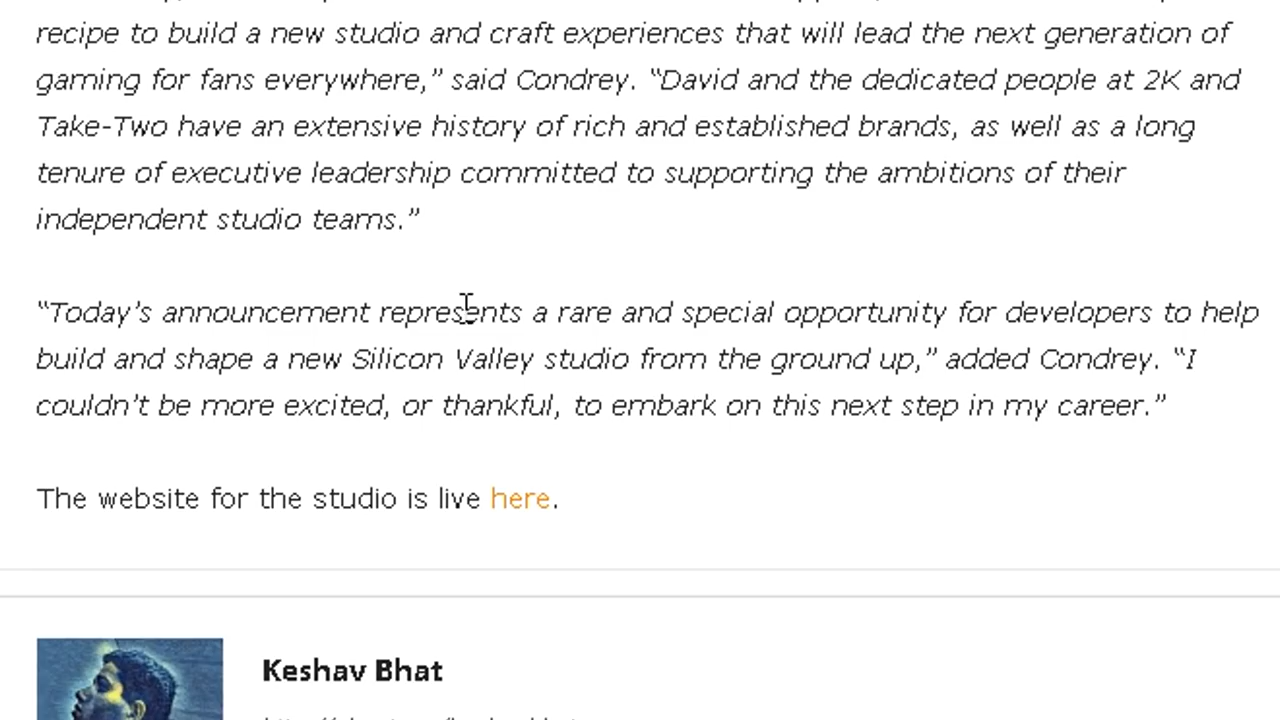 recipe to build a new studio and craft experiences that will lead the next generation of
gaming for fans everywhere,” said Condrey. “David and the dedicated people at 2K and
Take-Two have an extensive history of rich and established brands, as well as a long
tenure of executive leadership committed to supporting the ambitions of their
independent studio teams.”
“Today’s announcement represents a rare and special opportunity for developers to help
build and shape a new Silicon Valley studio from the ground up,” added Condrey. “I
couldn’t be more excited, or thankful, to embark on this next step in my career.”
The website for the studio is live here.
Keshav Bhat